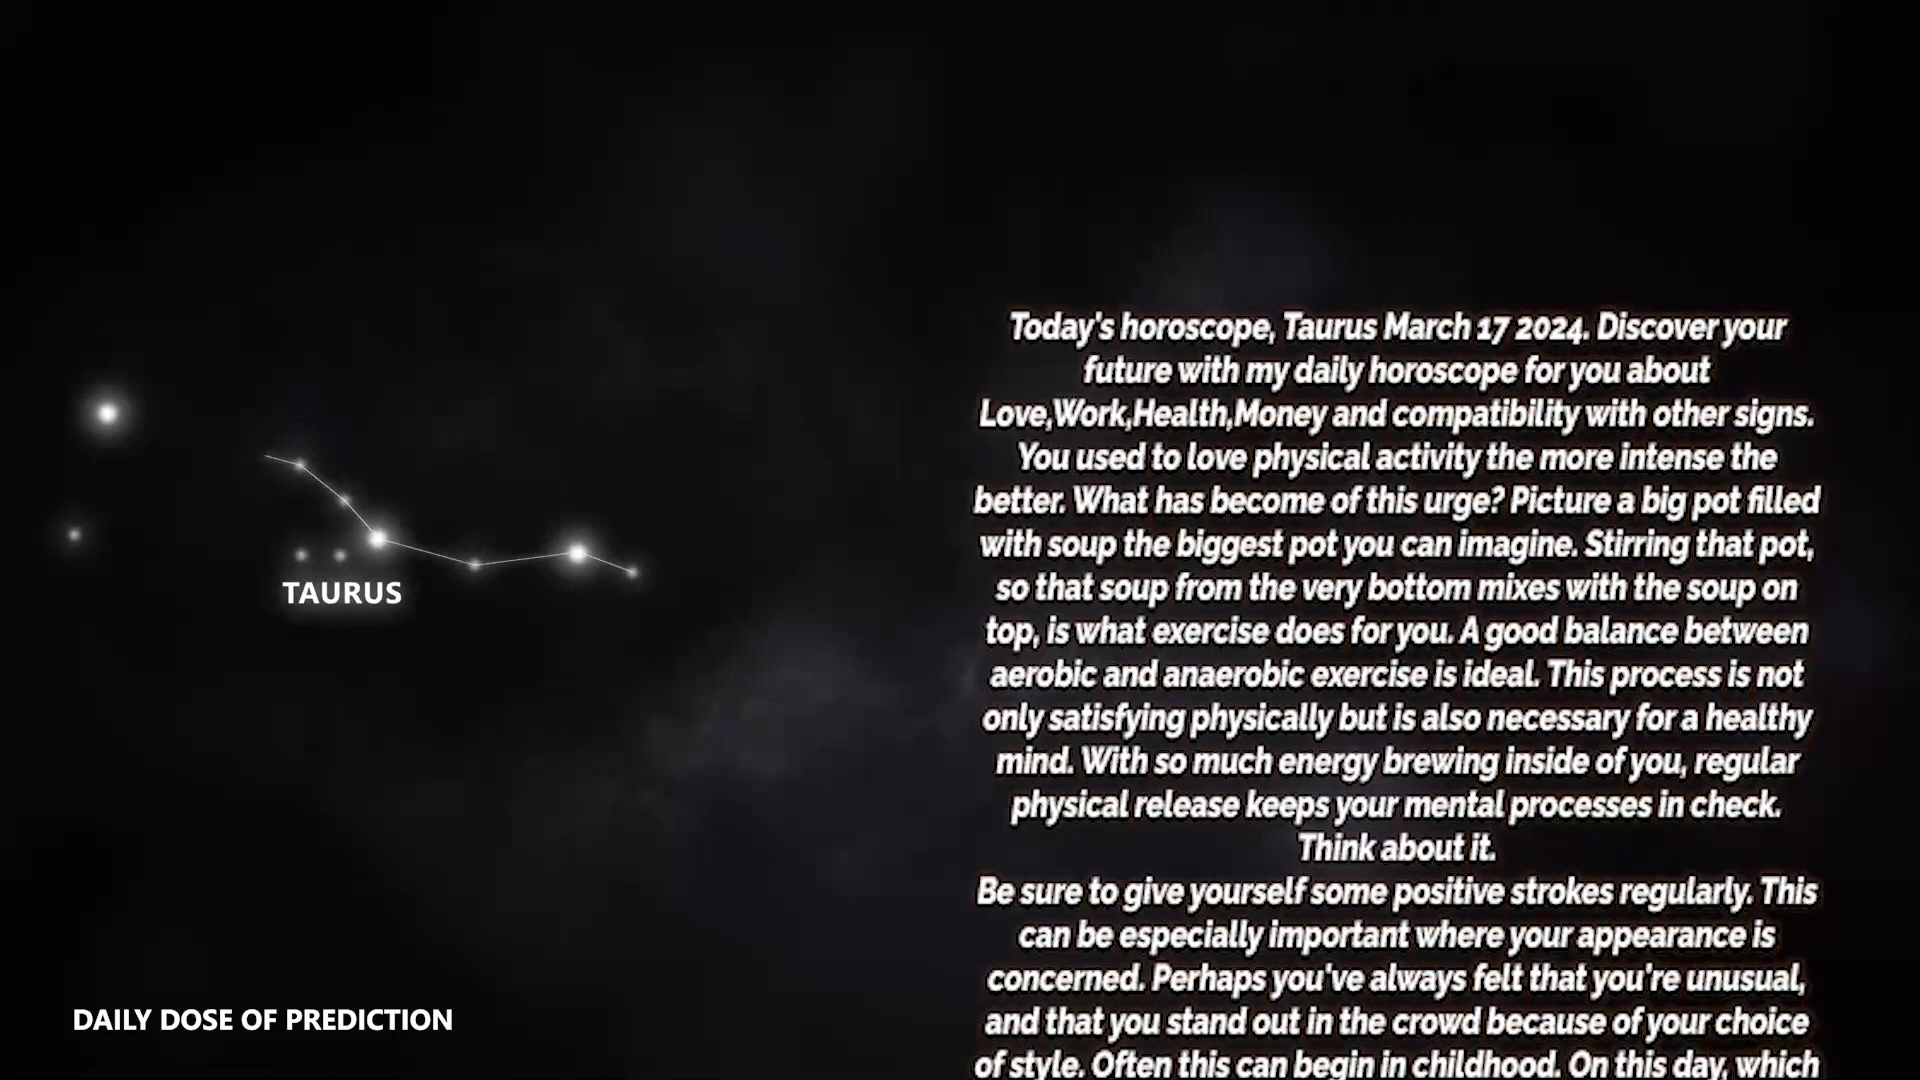 TAURUS
DAILY DOSE OF PREDICTION
Today's horoscope, Taurus March 17 2024. Discover your
future with my daily horoscope for you about
Love,Work,Health,Money and compatibility with other signs.
You used to love physical activity the more intense the
better. What has become of this urge? Picture a big pot filled
with soup the biggest pot you can imagine. Stirring that pot,
so that soup from the very bottom mixes with the soup on
top, is what exercise does for you. A good balance between
aerobic and anaerobic exercise is ideal. This process is not
only satisfying physically but is also necessary for a healthy
mind. With so much energy brewing inside of you, regular
physical release keeps your mental processes in check.
Think about it.
Be sure to give yourself some positive strokes regularly. This
can be especially important where your appearance is
concerned. Perhaps you've always felt that you're unusual,
and that you stand out in the crowd because of your choice
of style. Often this can begin in childhood. On this day, which